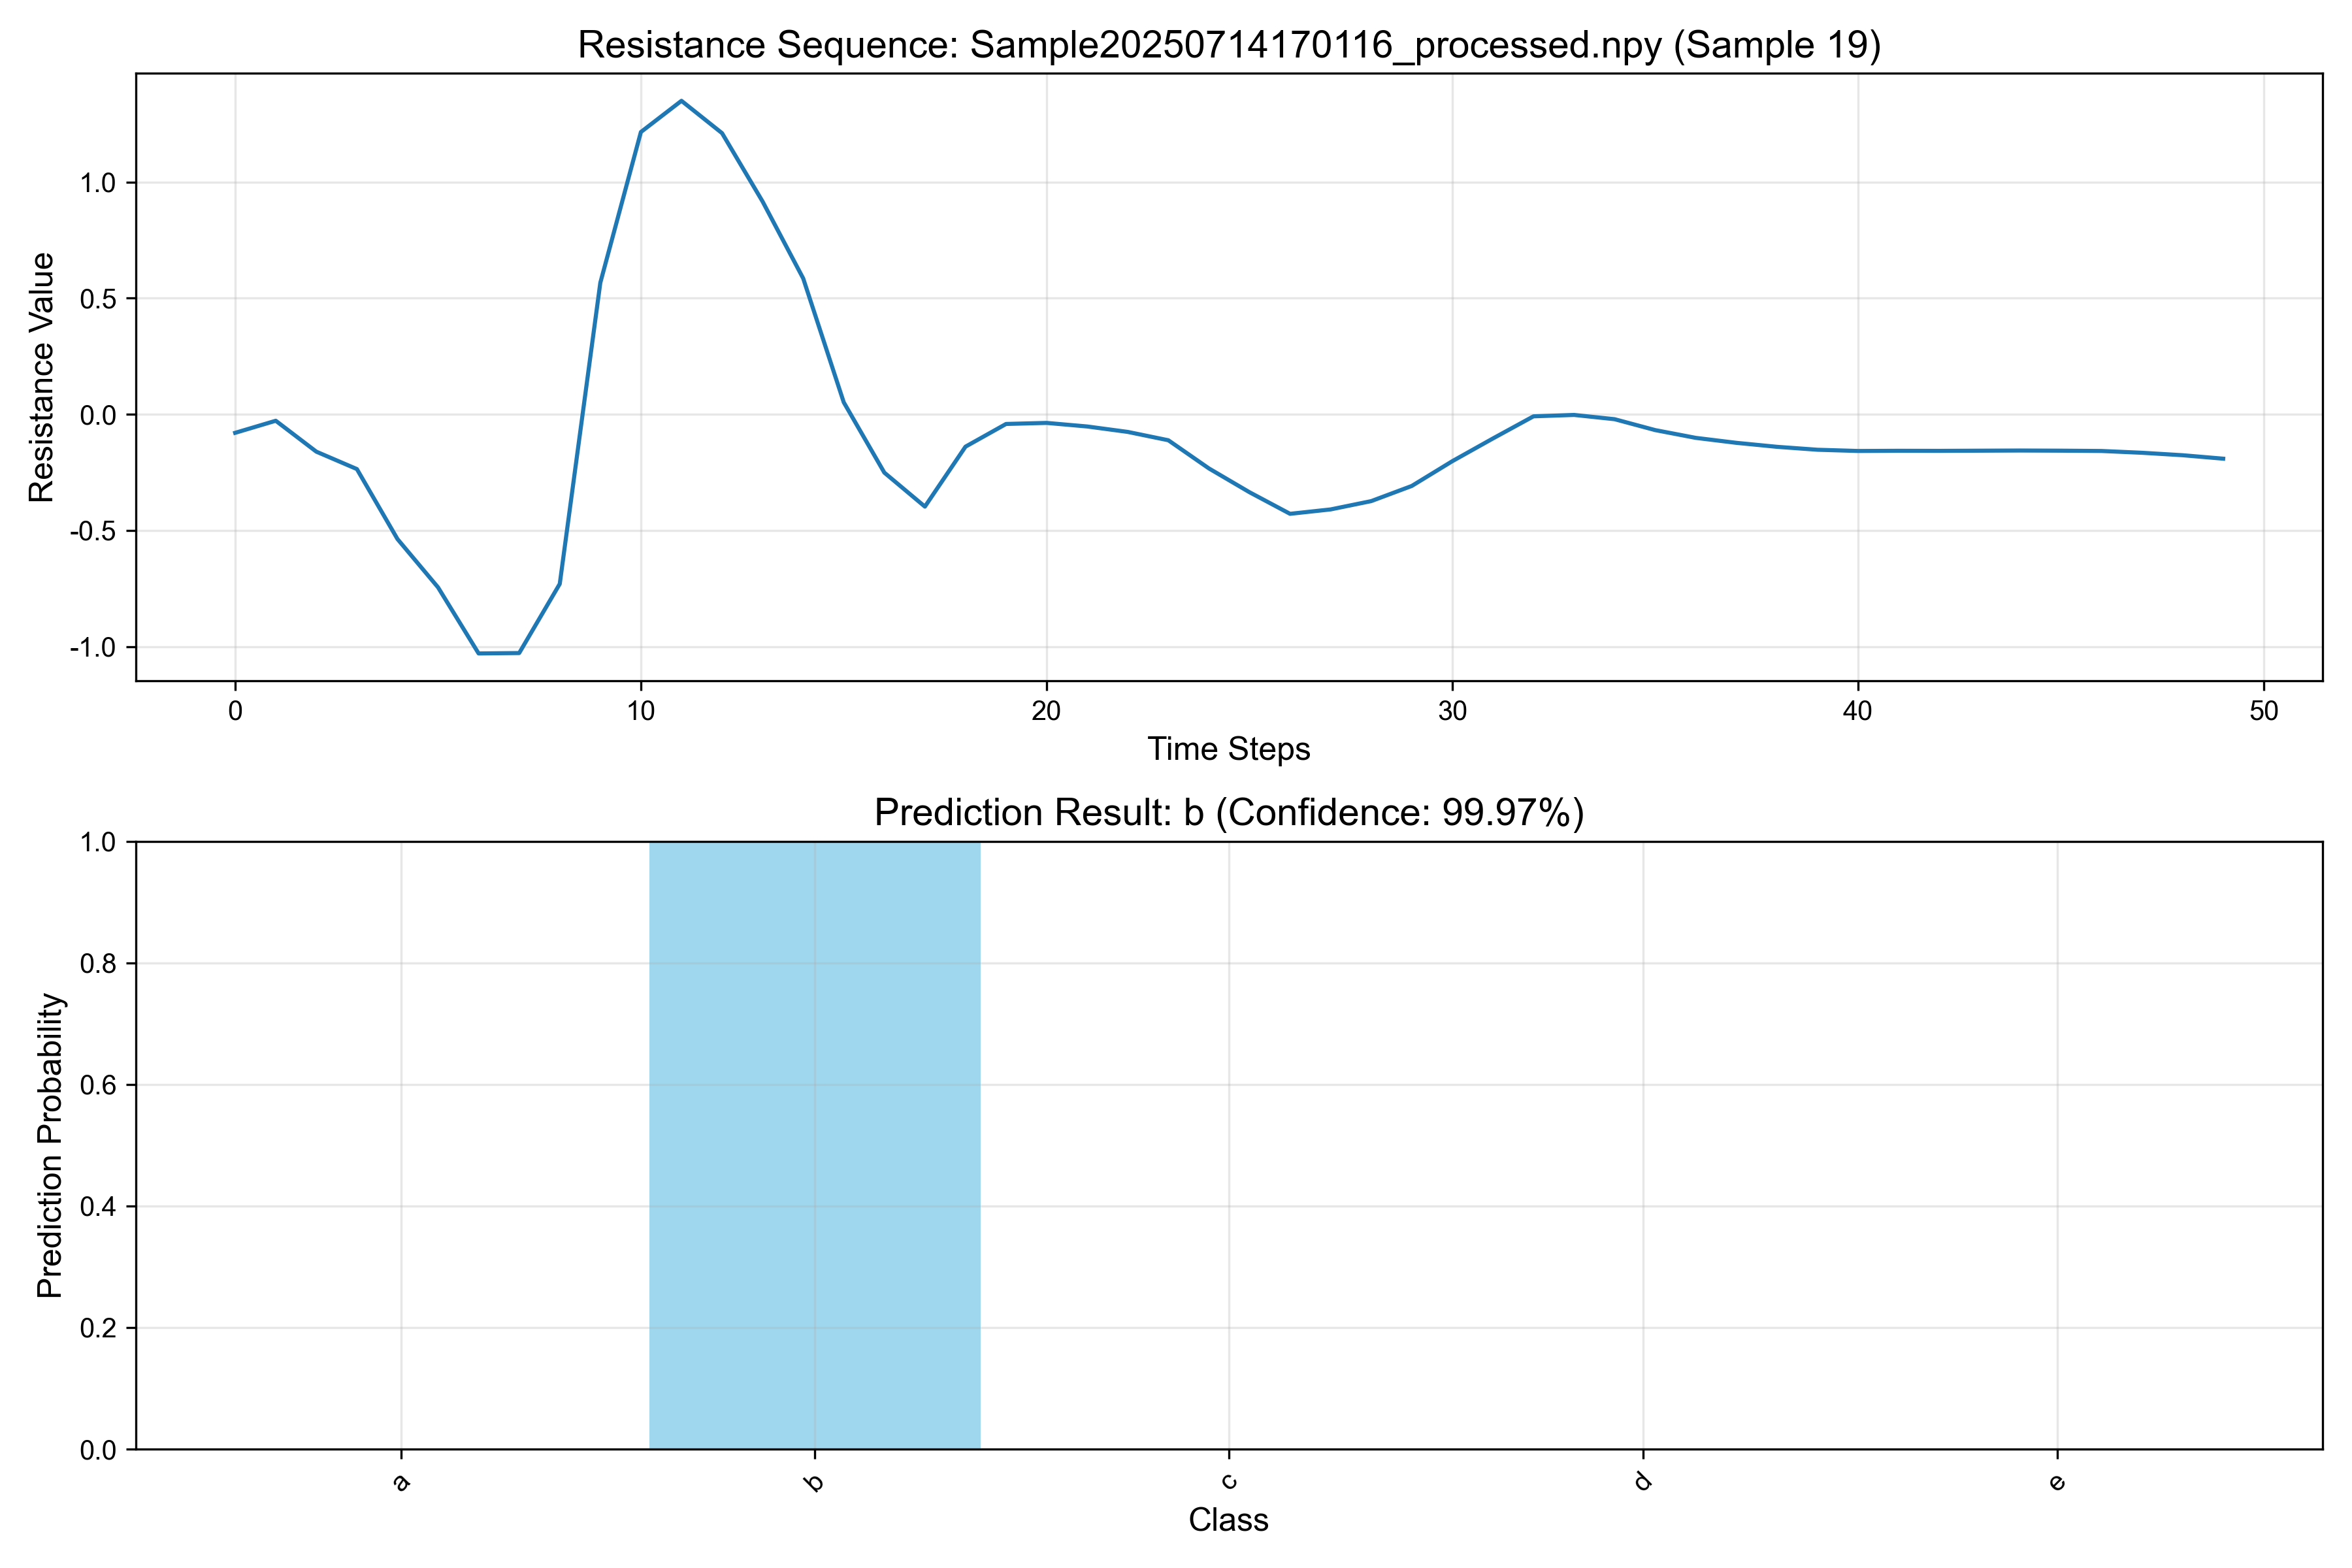 Resistance Sequence: Sample20250714170116_processed.npy (Sample 19)
Resistance Value
1.0
0.5
0.0
-0.5
-1.0
0 10 20 30 40 50
Time Steps
Prediction Result: b (Confidence: 99.97%)
Prediction Probability
1.0
0.8
0.6
0.4
0.2
0.0
a b c d e
Class